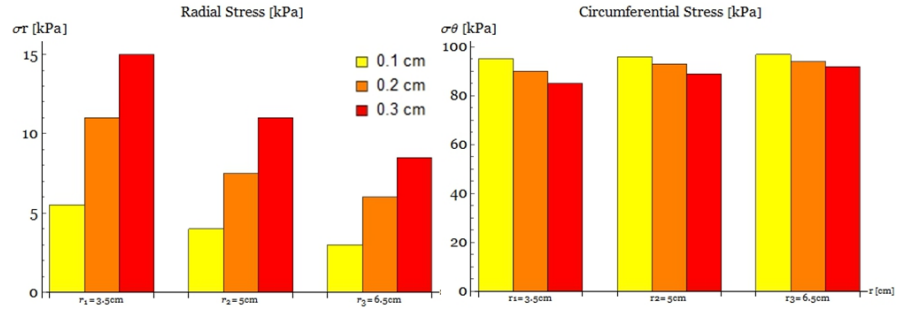 Radial Stress [kPa]
σr [kPa]
15
10
5
0
0.1 cm
0.2 cm
0.3 cm
r₁=3.5cm
r₂=5cm
r₃=6.5cm
Circumferential Stress [kPa]
σθ [kPa]
100
80
60
40
20
0
r₁=3.5cm
r₂=5cm
r₃=6.5cm
r [cm]